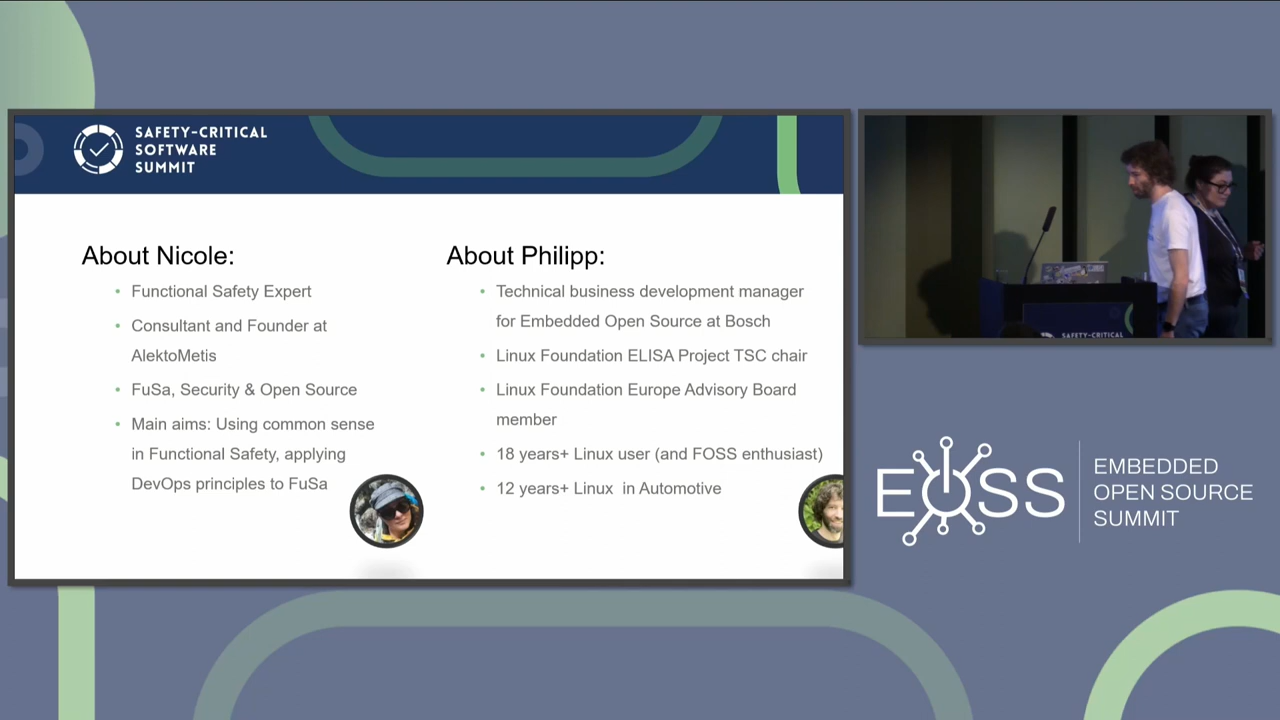 SAFETY-CRITICAL
SOFTWARE
SUMMIT
About Nicole:
• Functional Safety Expert
• Consultant and Founder at
AlektoMetis
• FuSa, Security & Open Source
• Main aims: Using common sense
in Functional Safety, applying
DevOps principles to FuSa
About Philipp:
• Technical business development manager
for Embedded Open Source at Bosch
• Linux Foundation ELISA Project TSC chair
• Linux Foundation Europe Advisory Board
member
• 18 years+ Linux user (and FOSS enthusiast)
• 12 years+ Linux in Automotive
SAFETY-CRITICAL
EOSS
EMBEDDED
OPEN SOURCE
SUMMIT